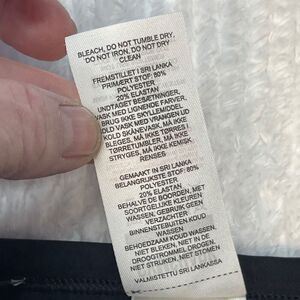 BLEACH, DO NOT TUMBLE DRY,
DO NOT IRON, DO NOT DRY
CLEAN
FREMSTILLET I SRI LANKA
PRIMÆRT STOF: 80%
POLYESTER
20% ELASTAN
UNDTAGET BESÆTNINGER,
VASK MED LIGNENDE FARVER,
BRUG IKKE SKYLLEMIDDEL
KOLD VASK MED VRANGEN UD
KOLD SKÅNEVASK, MÅ IKKE
BLEGES, MÅ IKKE TØRRES I
TØRRETUMBLER, MÅ IKKE
STRYGES, MÅ IKKE KEMISK
RENSES
GEMAAKT IN SRI LANKA
BELANGRIJKSTE STOF: 80%
POLYESTER
20% ELASTAN
BEHALVE DE BOORDEN, MET
SOORTGELIJKE KLEUREN
WASSEN, GEBRUIK GEEN
VERZACHTER
BINNENSTEBUITEN KOUD
WASSEN
BEHOEDZAAM KOUD WASSEN,
NIET BLEKEN, NIET IN DE
DROOGTROMMEL DROGEN,
NIET STRIJKEN, NIET STOMEN
VALMISTETTU SRI LANKASSA